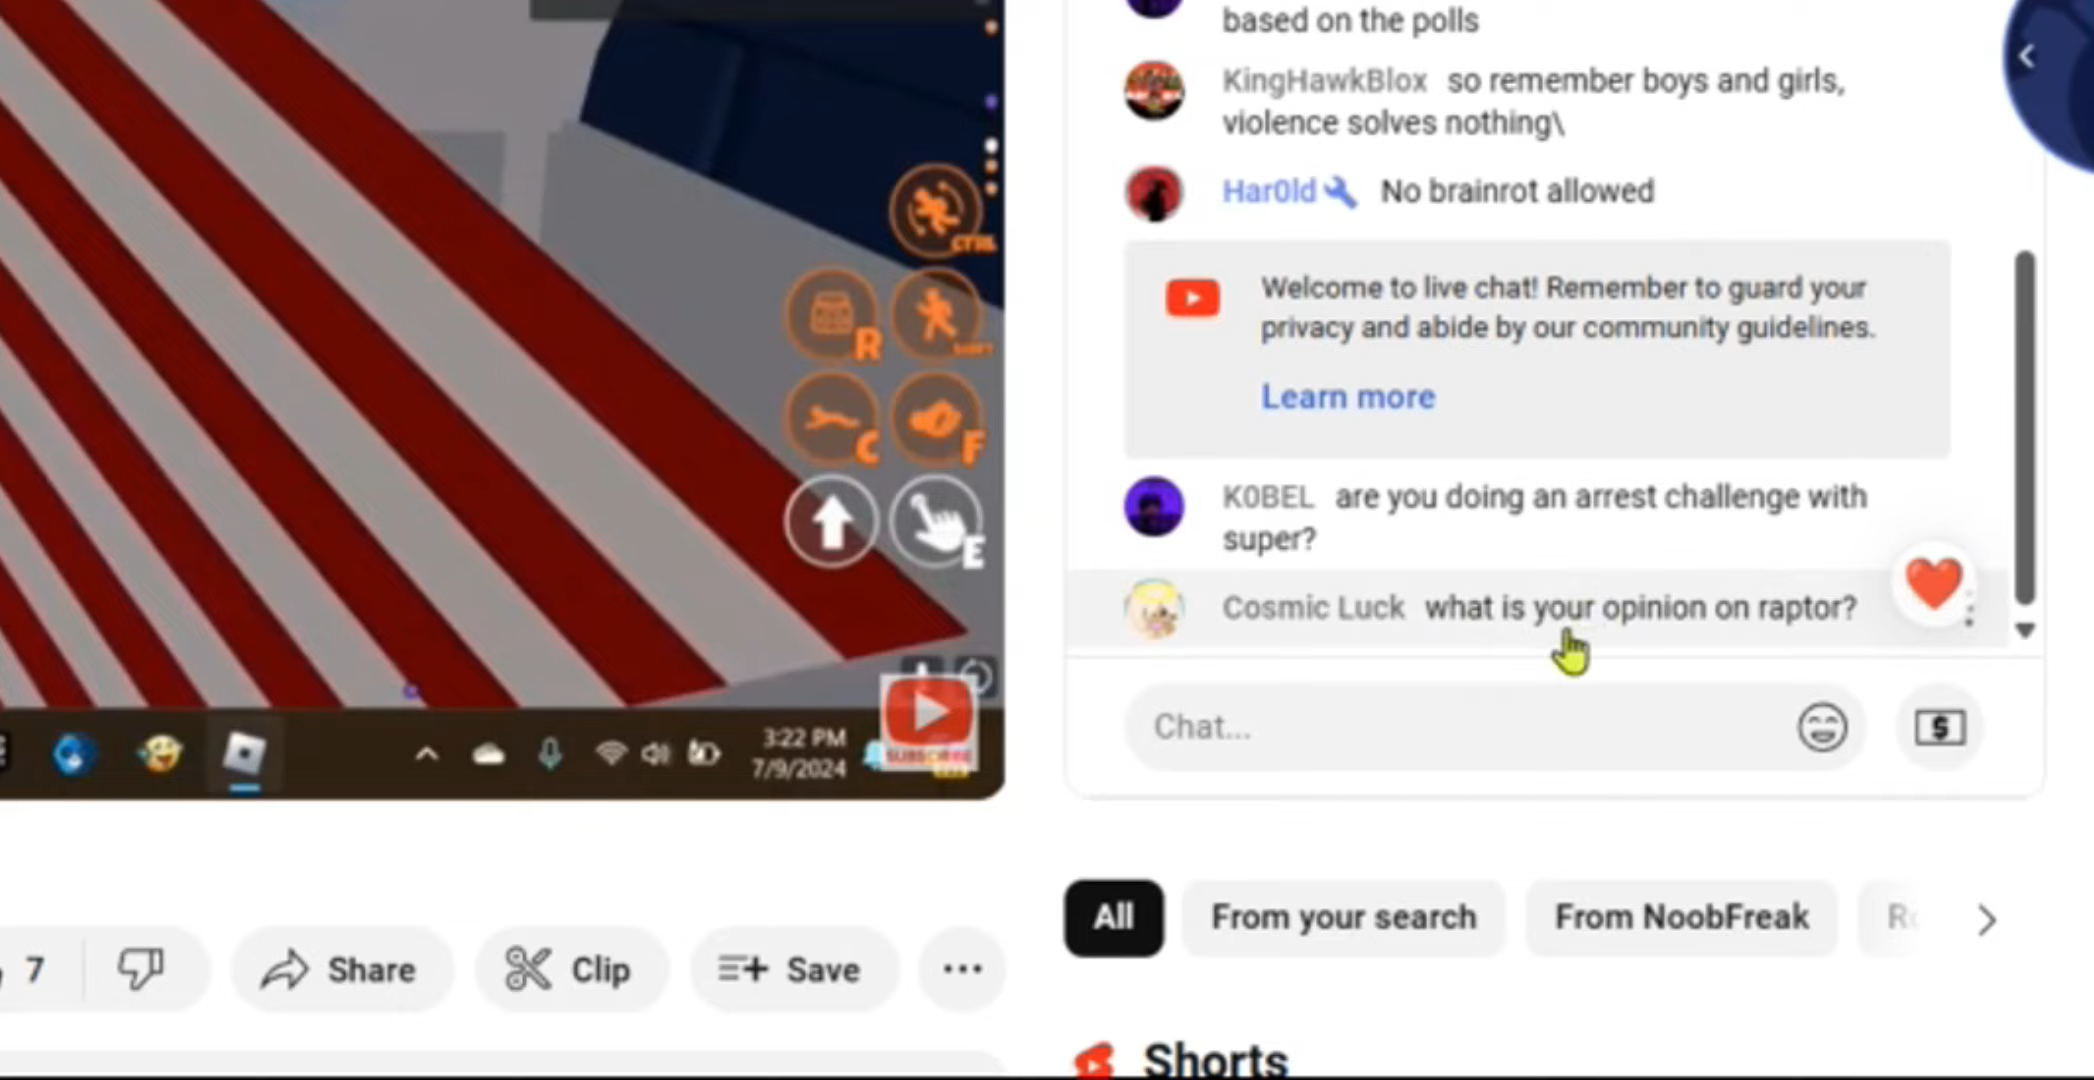 based on the polls
KingHawkBlox so remember boys and girls,
violence solves nothing\
Har0ld No brainrot allowed
Welcome to live chat! Remember to guard your
privacy and abide by our community guidelines.
Learn more
K0BEL are you doing an arrest challenge with
super?
Cosmic Luck what is your opinion on raptor?
Chat...
CTRL
R
C
F
E
3:22 PM
7/9/2024
SUBSCRIBE
All
From your search
From NoobFreak
7
Share
Clip
Save
Shorts